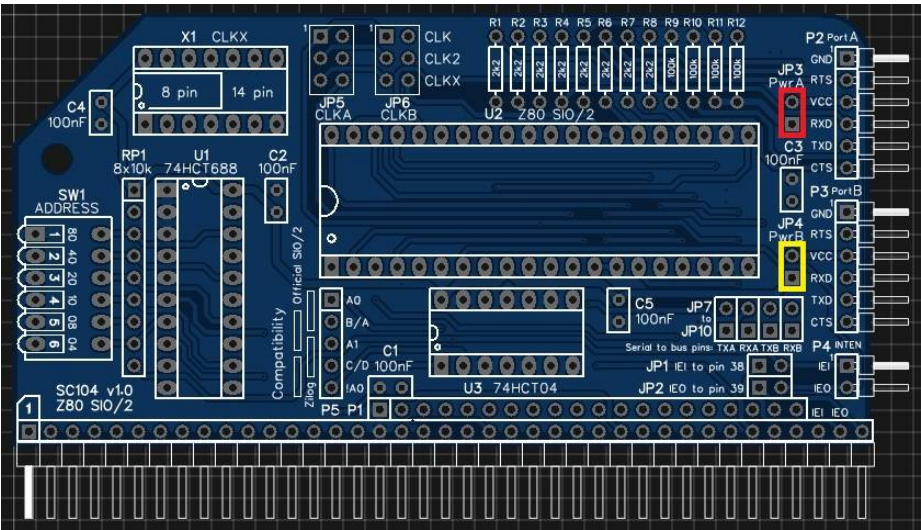 R1 R2 R3 R4 R5 R6 R7 R8 R9 R10 R11 R12
2k2 2k2 2k2 2k2 2k2 2k2 2k2 2k2 100k 100k 100k 100k
X1 CLKX
8 pin 14 pin
1 1 CLK
CLK2
CLKX
JP5 JP6
CLKA CLKB
U2 Z80 SIO/2
P2 PortA
1
GND
RTS
VCC
RXD
TXD
CTS
JP3
PwrA
C3
100nF
C4
100nF
RP1
8x10k
U1
74HCT688
C2
100nF
P3 PortB
1
GND
RTS
VCC
RXD
TXD
CTS
JP4
PwrB
SW1
ADDRESS
1 80
2 40
3 20
4 10
5 08
6 04
Compatibility
Official SIO/2
Zilog
A0
B/A
A1
C/D
!A0
C1
100nF
U3 74HCT04
C5
100nF
JP7
to
JP10
Serial to bus pins: TXA RXA TXB RXB
JP1 IEI to pin 38
JP2 IEO to pin 39
P4 INTEN
1
IEI
IEO
SC104 v1.0
Z80 SIO/2
P5 P1
IEI IEO
1